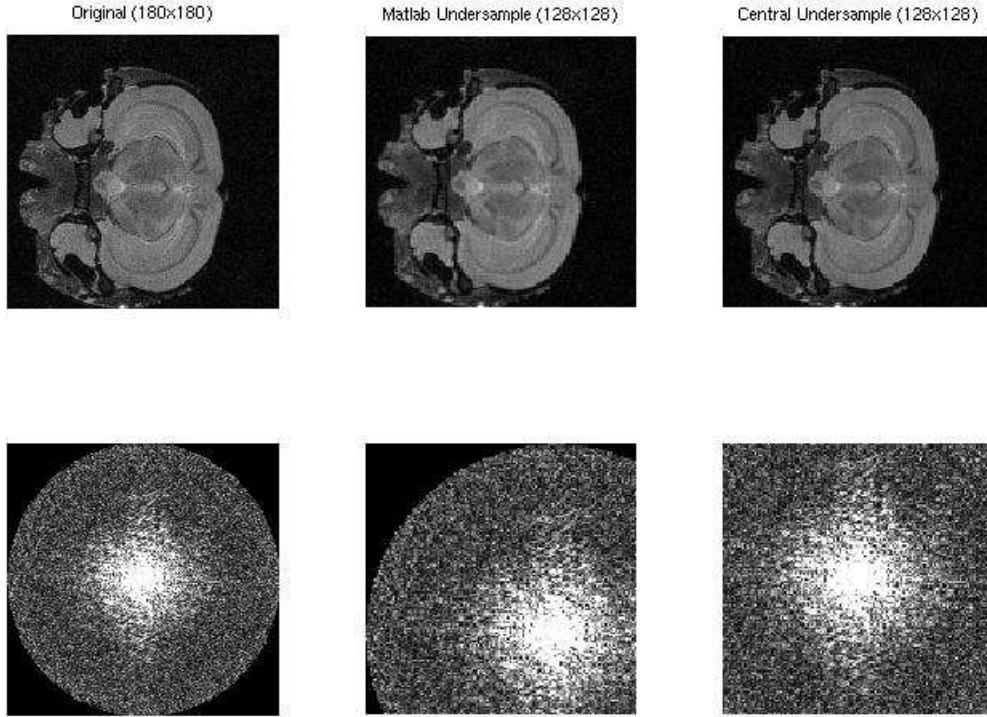 Original (180x180)
Matlab Undersample (128x128)
Central Undersample (128x128)